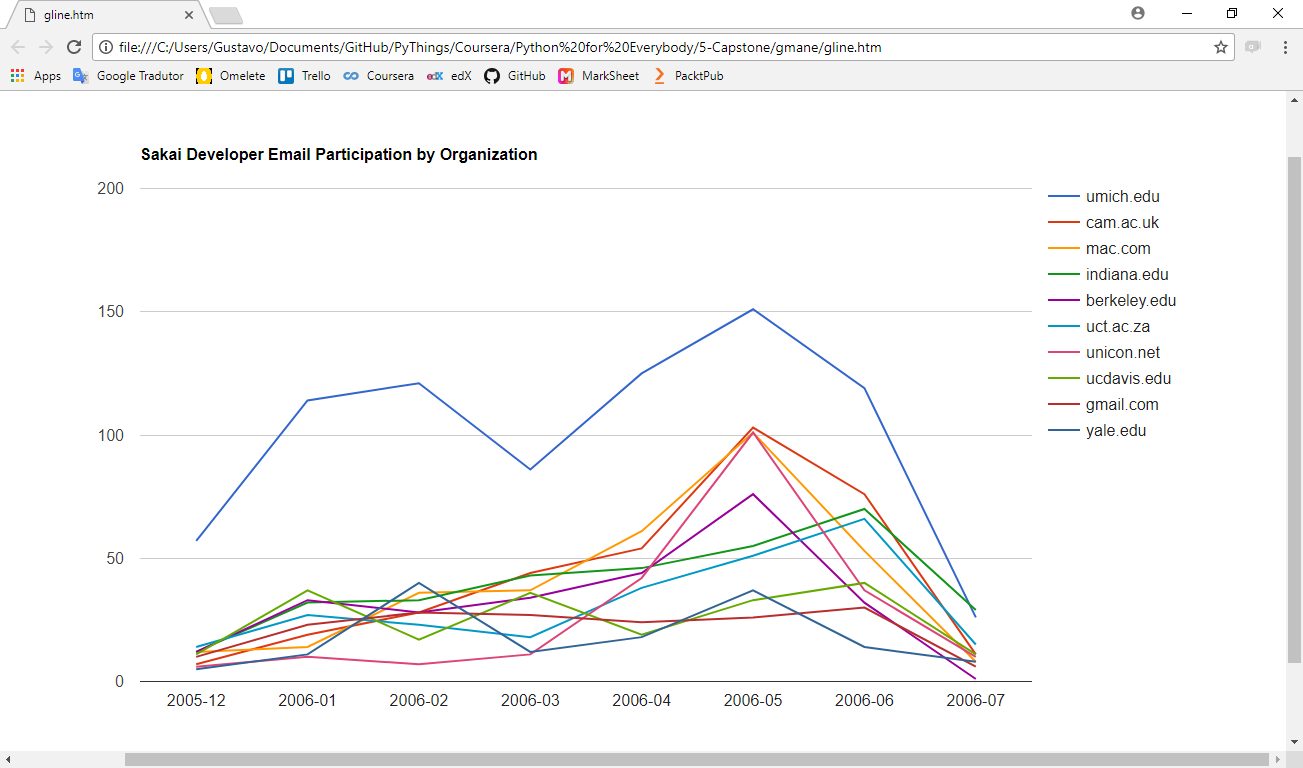 gline.htm
file:///C:/Users/Gustavo/Documents/GitHub/PyThings/Coursera/Python%20for%20Everybody/5-Capstone/gmane/gline.htm
Apps Google Tradutor Omelete Trello Coursera edX GitHub MarkSheet PacktPub
Sakai Developer Email Participation by Organization
200
150
100
50
0
2005-12 2006-01 2006-02 2006-03 2006-04 2006-05 2006-06 2006-07
umich.edu
cam.ac.uk
mac.com
indiana.edu
berkeley.edu
uct.ac.za
unicon.net
ucdavis.edu
gmail.com
yale.edu